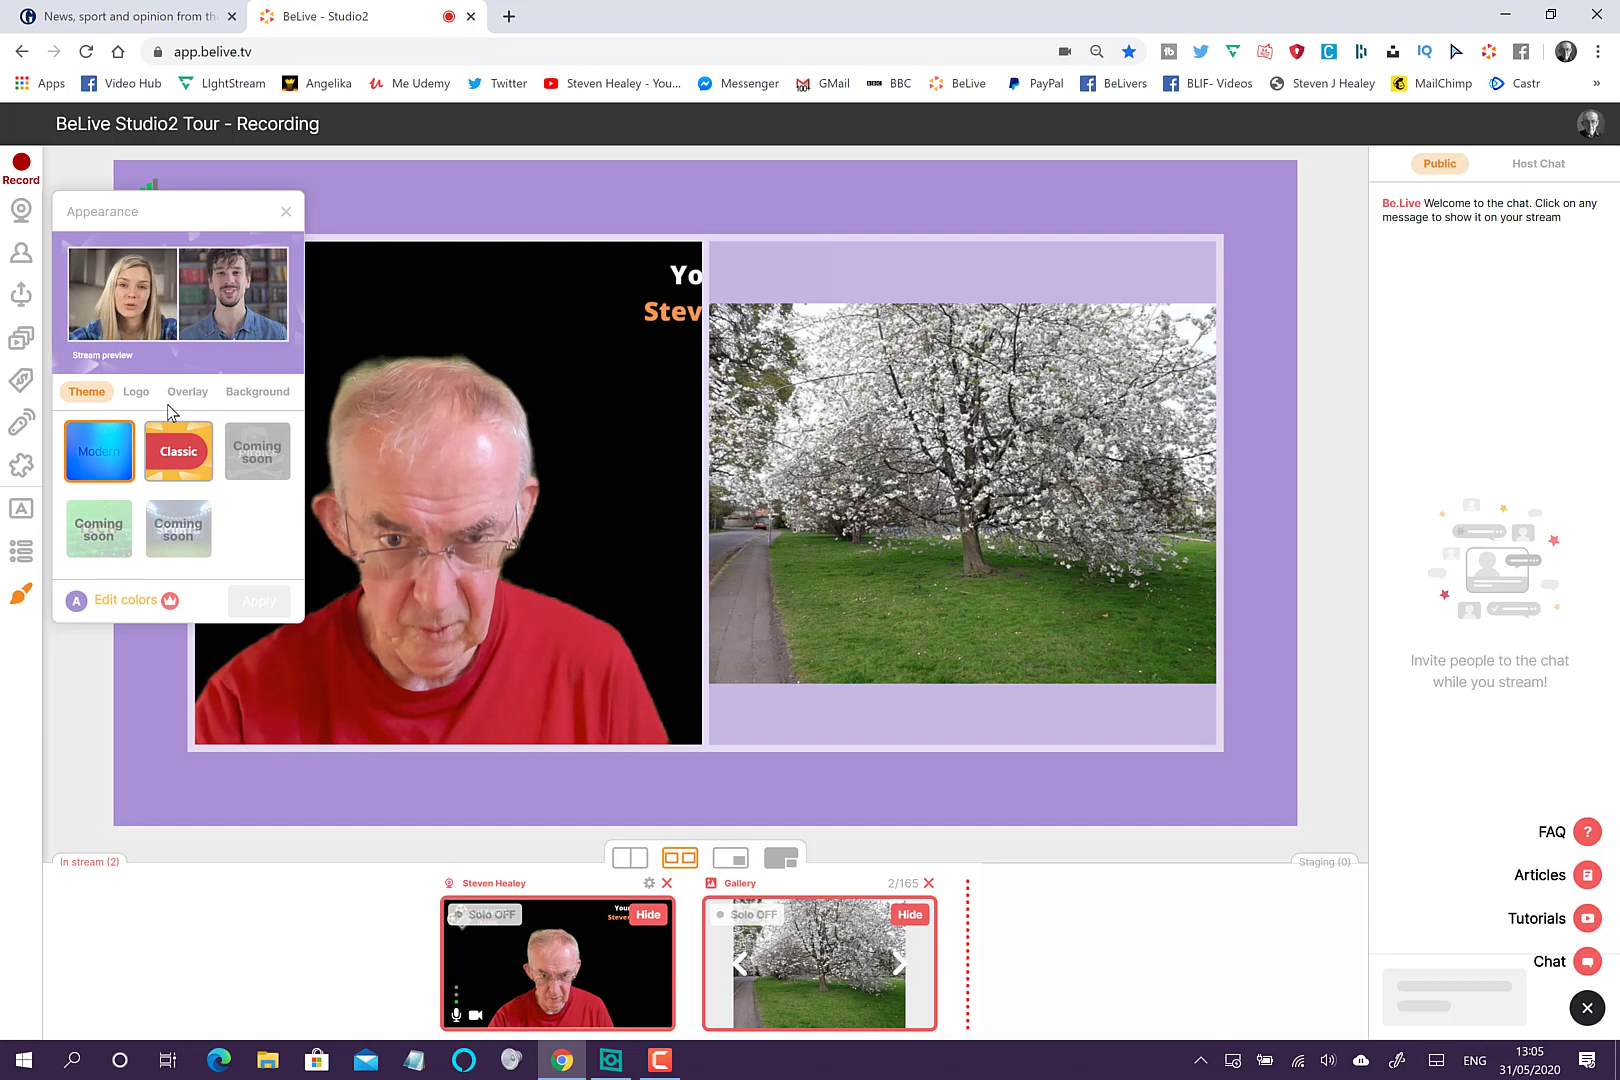 News, sport and opinion from th
BeLive - Studio2
app.belive.tv
Apps
Video Hub
LIghtStream
Angelika
Me Udemy
Twitter
Steven Healey - You...
Messenger
GMail
BBC
BeLive
PayPal
BeLivers
BLIF- Videos
Steven J Healey
MailChimp
Castr
»
BeLive Studio2 Tour - Recording
Record
Public
Host Chat
Be.Live Welcome to the chat. Click on any
message to show it on your stream
Appearance
Stream preview
Theme
Logo
Overlay
Background
Modern
Classic
Coming
soon
Coming
soon
Coming
soon
A Edit colors
Apply
Yo
Stev
Invite people to the chat
while you stream!
FAQ
Articles
Tutorials
Chat
In stream (2)
Staging (0)
Steven Healey
Gallery
2/165
Solo OFF
Hide
Solo OFF
Hide
ENG
13:05
31/05/2020